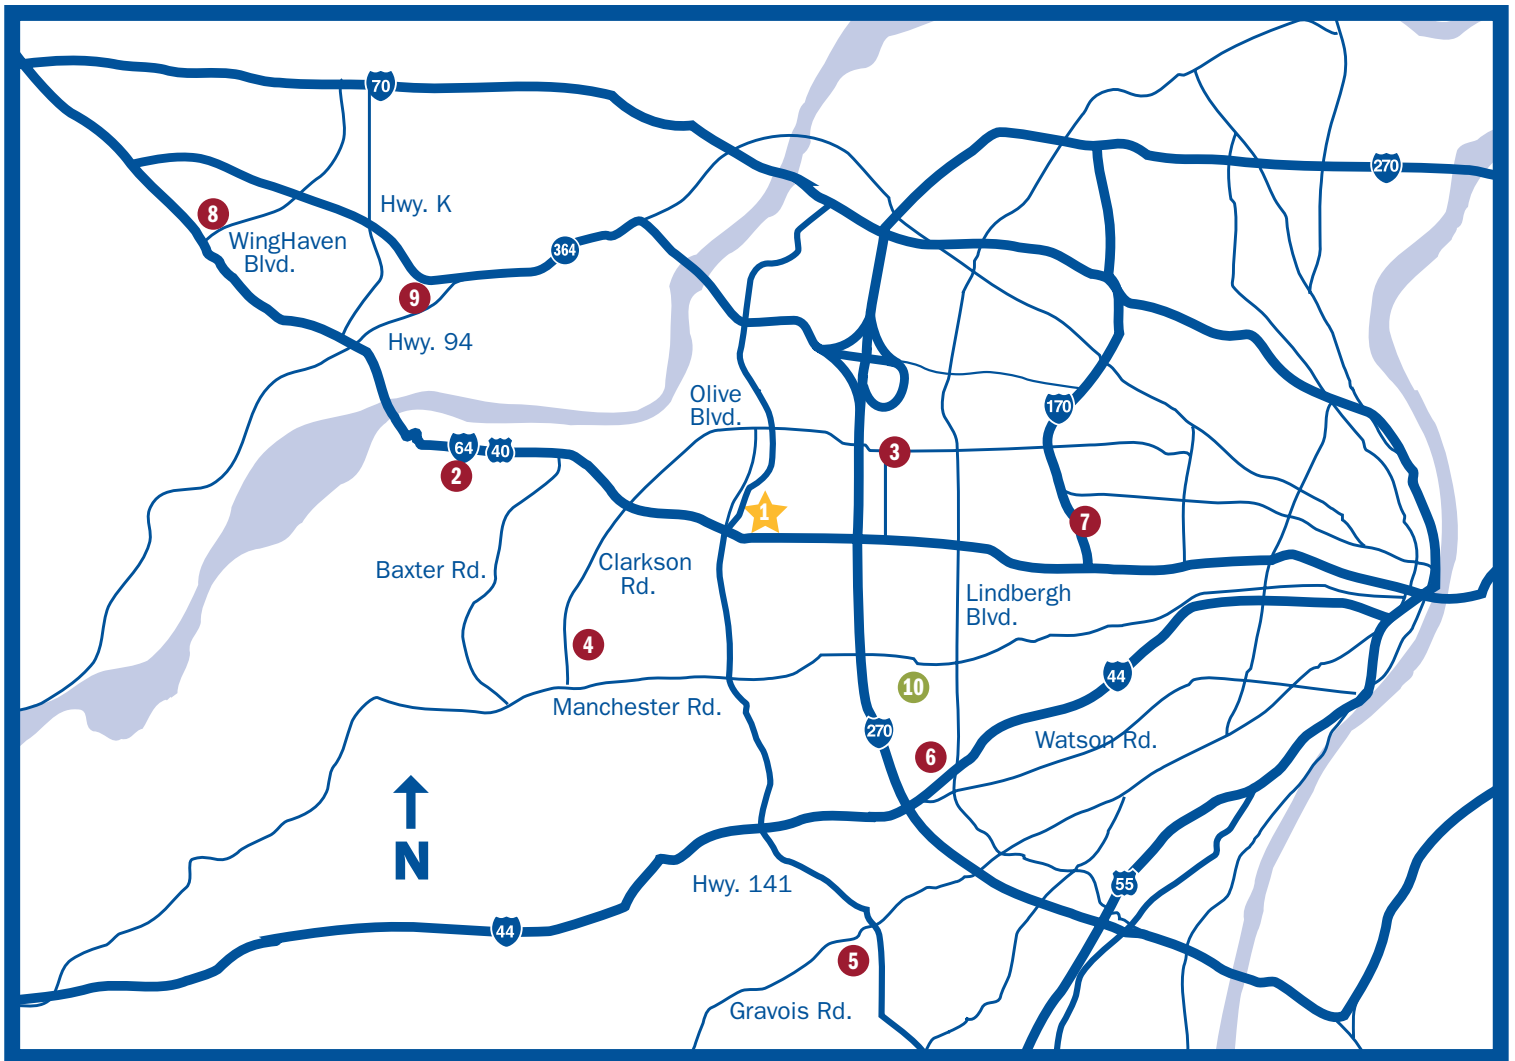 70
270
Hwy. K
8
WingHaven
Blvd.
364
9
Hwy. 94
Olive
Blvd.
170
64
40
3
2
1
7
Clarkson
Rd.
Baxter Rd.
Lindbergh
Blvd.
4
44
10
Manchester Rd.
270
Watson Rd.
6
N
Hwy. 141
55
44
5
Gravois Rd.